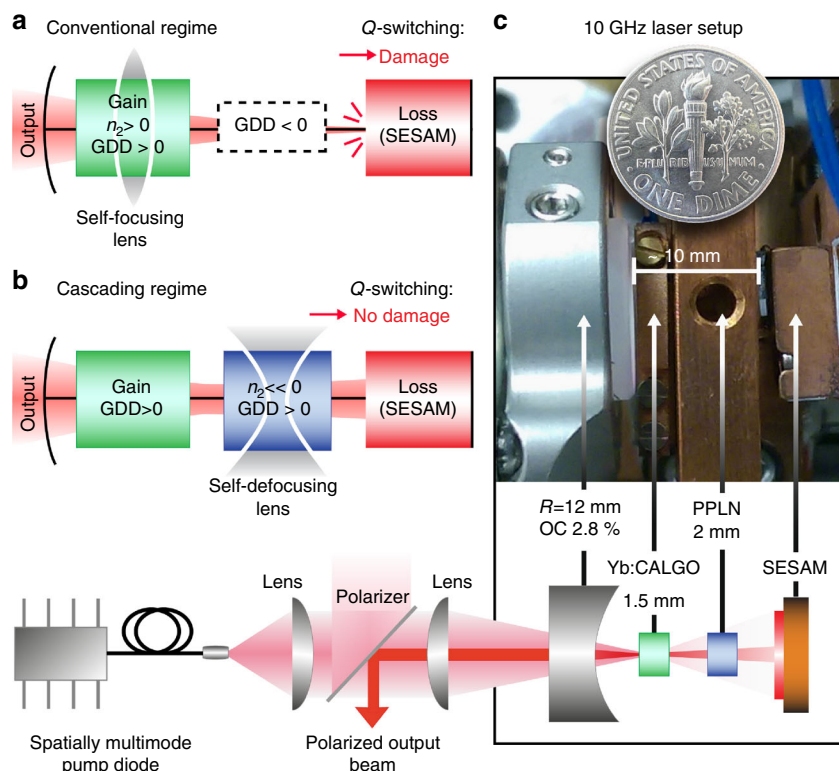 a
Conventional regime
Q-switching:
Damage
Output
Gain
n2> 0
GDD > 0
GDD < 0
Loss
(SESAM)
Self-focusing
lens
b
Cascading regime
Q-switching:
No damage
Output
Gain
GDD>0
n2<< 0
GDD > 0
Loss
(SESAM)
Self-defocusing
lens
c
10 GHz laser setup
UNITED STATES OF AMERICA
E·PLURIBUS UNUM
ONE DIME
~ 10 mm
R=12 mm
OC 2.8 %
PPLN
2 mm
Yb:CALGO
1.5 mm
SESAM
Lens
Polarizer
Lens
Spatially multimode
pump diode
Polarized output
beam